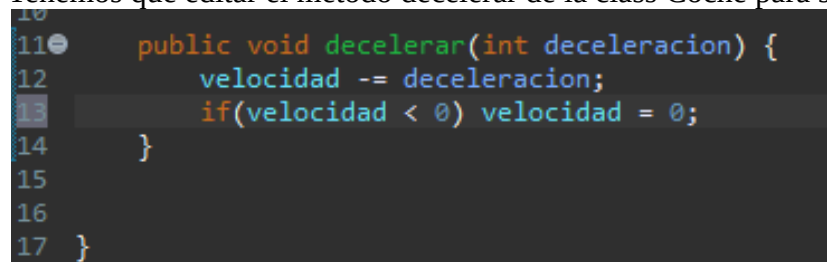 Tenemos que editar el método decelerar de la class Coche para s
10
11 public void decelerar(int deceleracion) {
12 velocidad -= deceleracion;
13 if(velocidad < 0) velocidad = 0;
14 }
15
16
17 }